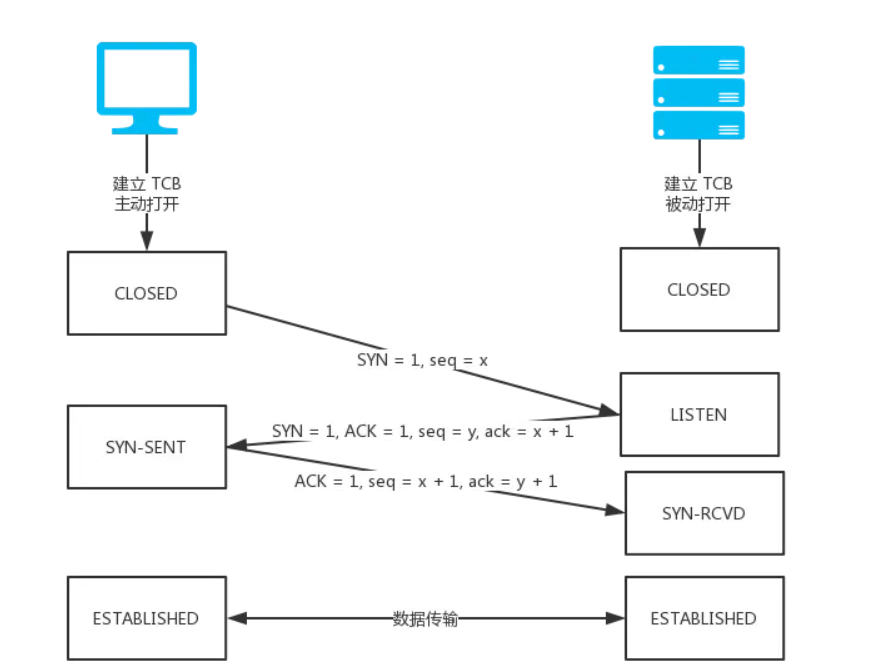 建立 TCB
主动打开
建立 TCB
被动打开
CLOSED
CLOSED
SYN = 1, seq = x
LISTEN
SYN = 1, ACK = 1, seq = y, ack = x + 1
SYN-SENT
ACK = 1, seq = x + 1, ack = y + 1
SYN-RCVD
ESTABLISHED
数据传输
ESTABLISHED